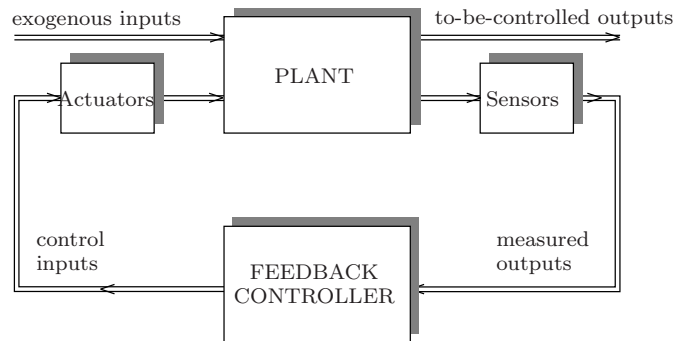 exogenous inputs
to-be-controlled outputs
PLANT
Actuators
Sensors
control
inputs
measured
outputs
FEEDBACK
CONTROLLER